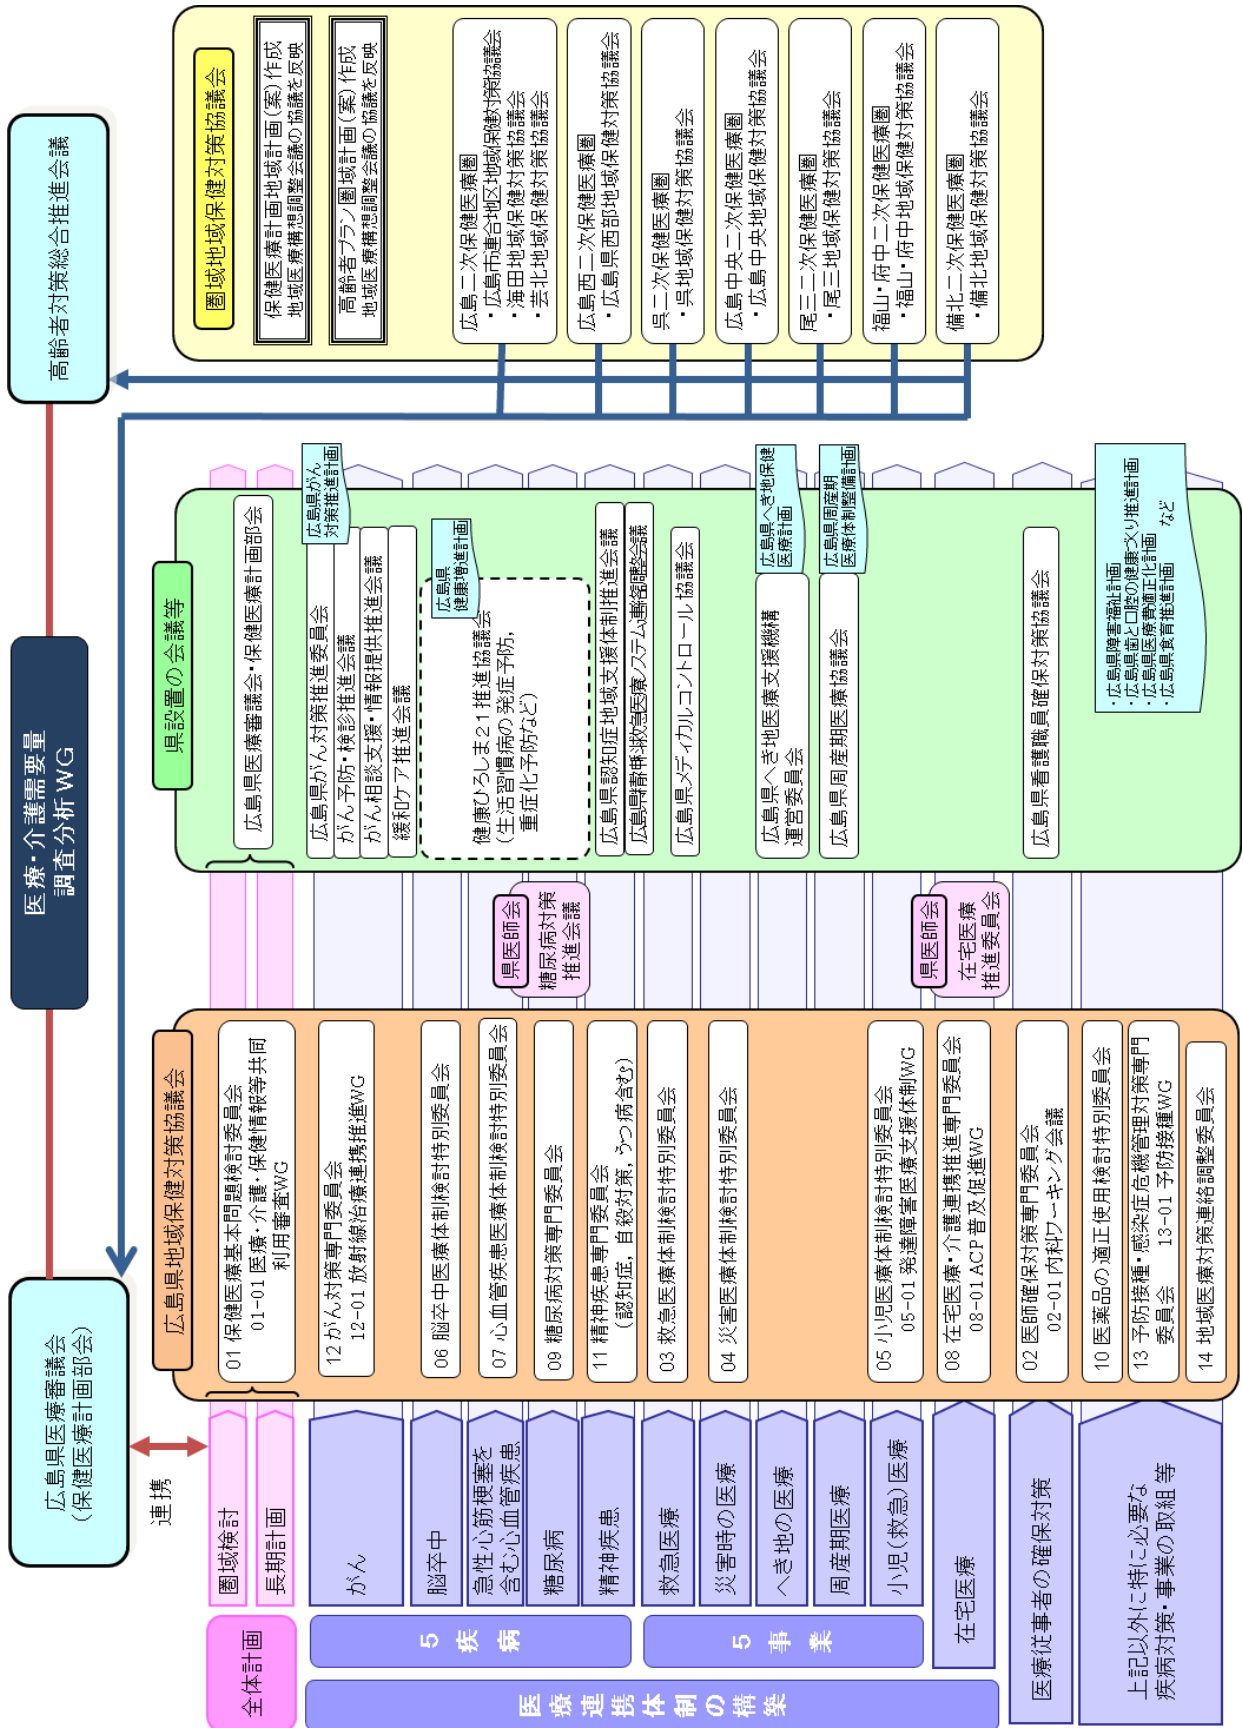 広島県医療審議会
(保健医療計画部会)
医療・介護需要量
調査分析WG
高齢者対策総合推進会議
連携
全体計画
圏域検討
長期計画
医療連携体制の構築
5疾病
がん
脳卒中
急性心筋梗塞を
含む心血管疾患
糖尿病
精神疾患
5事業
救急医療
災害時の医療
へき地の医療
周産期医療
小児(救急)医療
在宅医療
医療従事者の確保対策
上記以外に特に必要な
疾病対策・事業の取組 等
広島県地域保健対策協議会
01 保健医療基本問題検討委員会
01-01 医療・介護・保健情報等共同
利用審査WG
12 がん対策専門委員会
12-01 放射線治療連携推進WG
06 脳卒中医療体制検討特別委員会
07 心血管疾患医療体制検討特別委員会
09 糖尿病対策専門委員会
11 精神疾患専門委員会
(認知症,自殺対策,うつ病含む)
03 救急医療体制検討特別委員会
04 災害医療体制検討特別委員会
05 小児医療体制検討特別委員会
05-01 発達障害医療支援体制WG
08 在宅医療・介護連携推進専門委員会
08-01 ACP普及促進WG
02 医師確保対策専門委員会
02-01 内科ワーキング会議
10 医薬品の適正使用検討特別委員会
13 予防接種・感染症危機管理対策専門
委員会 13-01 予防接種WG
14 地域医療対策連絡調整委員会
県医師会
糖尿病対策
推進会議
県医師会
在宅医療
推進委員会
県設置の会議等
広島県医療審議会・保健医療計画部会
広島県がん対策推進委員会
がん予防・検診推進会議
がん相談支援・情報提供推進会議
緩和ケア推進会議
広島県がん
対策推進計画
健康ひろしま21推進協議会
(生活習慣病の発症予防,
重症化予防など)
広島県
健康増進計画
広島県認知症地域支援体制推進会議
広島県精神科救急医療システム連絡調整会議
広島県メディカルコントロール協議会
広島県へき地医療支援機構
運営委員会
広島県へき地保健
医療計画
広島県周産期医療協議会
広島県周産期
医療体制整備計画
広島県看護職員確保対策協議会
・広島県障害福祉計画
・広島県歯と口腔の健康づくり推進計画
・広島県医療費適正化計画
・広島県食育推進計画 など
圏域地域保健対策協議会
保健医療計画地域計画(案)作成
地域医療構想調整会議の協議を反映
高齢者プラン圏域計画(案)作成
地域医療構想調整会議の協議を反映
広島二次保健医療圏
・広島市連合地区地域保健対策協議会
・海田地域保健対策協議会
・芸北地域保健対策協議会
広島西二次保健医療圏
・広島県西部地域保健対策協議会
呉二次保健医療圏
・呉地域保健対策協議会
広島中央二次保健医療圏
・広島中央地域保健対策協議会
尾三二次保健医療圏
・尾三地域保健対策協議会
福山・府中二次保健医療圏
・福山・府中地域保健対策協議会
備北二次保健医療圏
・備北地域保健対策協議会